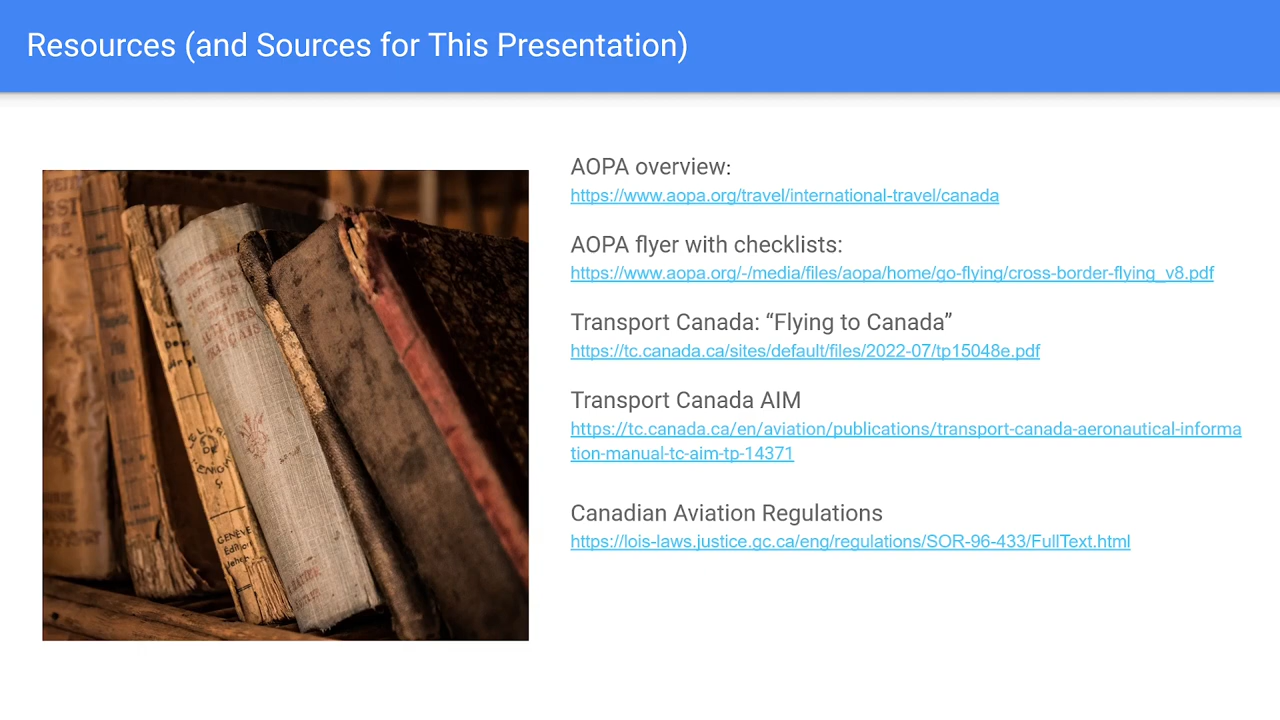 Resources (and Sources for This Presentation)
AOPA overview:
https://www.aopa.org/travel/international-travel/canada
AOPA flyer with checklists:
https://www.aopa.org/-/media/files/aopa/home/go-flying/cross-border-flying_v8.pdf
Transport Canada: “Flying to Canada”
https://tc.canada.ca/sites/default/files/2022-07/tp15048e.pdf
Transport Canada AIM
https://tc.canada.ca/en/aviation/publications/transport-canada-aeronautical-informa
tion-manual-tc-aim-tp-14371
Canadian Aviation Regulations
https://lois-laws.justice.gc.ca/eng/regulations/SOR-96-433/FullText.html
GENÈVE